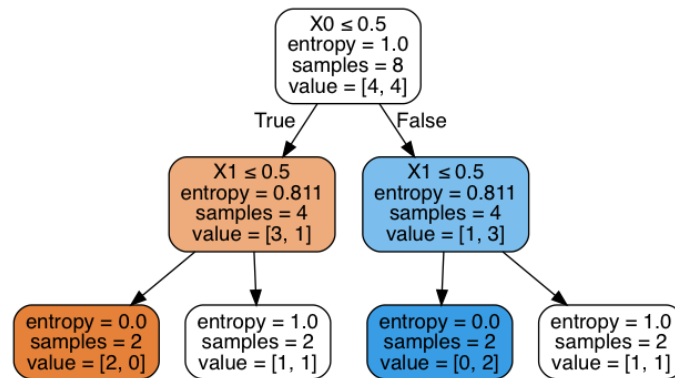 X0 ≤ 0.5
entropy = 1.0
samples = 8
value = [4, 4]
True
False
X1 ≤ 0.5
entropy = 0.811
samples = 4
value = [3, 1]
X1 ≤ 0.5
entropy = 0.811
samples = 4
value = [1, 3]
entropy = 0.0
samples = 2
value = [2, 0]
entropy = 1.0
samples = 2
value = [1, 1]
entropy = 0.0
samples = 2
value = [0, 2]
entropy = 1.0
samples = 2
value = [1, 1]